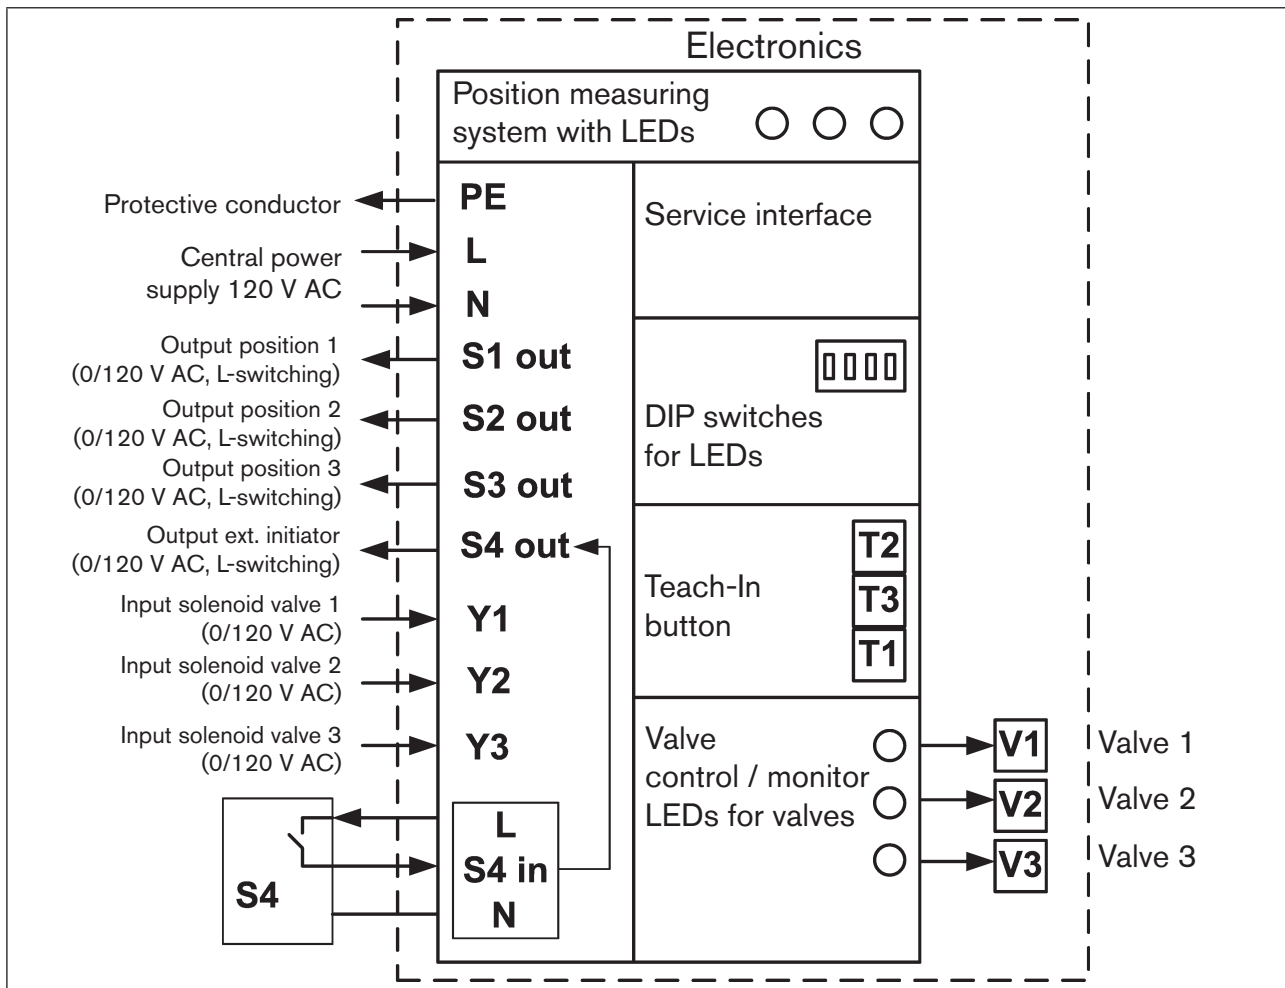 Electronics
Position measuring
system with LEDs
Protective conductor
PE
Central power
supply 120 V AC
L
N
Output position 1
(0/120 V AC, L-switching)
S1 out
Output position 2
(0/120 V AC, L-switching)
S2 out
Output position 3
(0/120 V AC, L-switching)
S3 out
Output ext. initiator
(0/120 V AC, L-switching)
S4 out
Input solenoid valve 1
(0/120 V AC)
Y1
Input solenoid valve 2
(0/120 V AC)
Y2
Input solenoid valve 3
(0/120 V AC)
Y3
S4
L
S4 in
N
Service interface
DIP switches
for LEDs
Teach-In
button
T2
T3
T1
Valve
control / monitor
LEDs for valves
V1
Valve 1
V2
Valve 2
V3
Valve 3